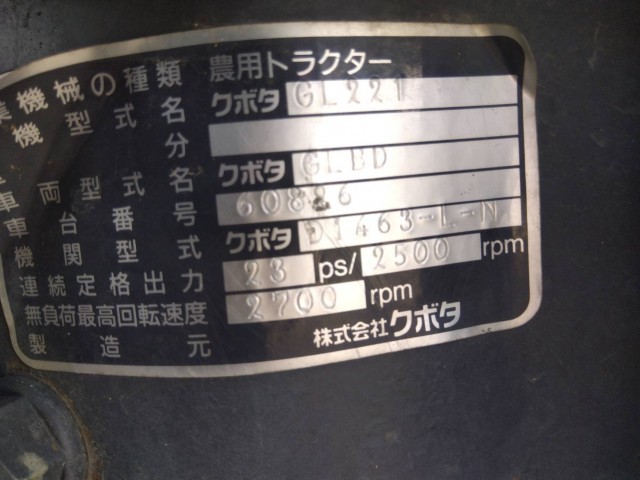 業機械の種類 農用トラクター
機型式名 クボタ GL221
分
車両型式名 クボタ GLBD
車台番号 60886
機関型式 クボタ D1463-L-N
連続定格出力 23 ps/ 2500 rpm
無負荷最高回転速度 2700 rpm
製造元 株式会社クボタ